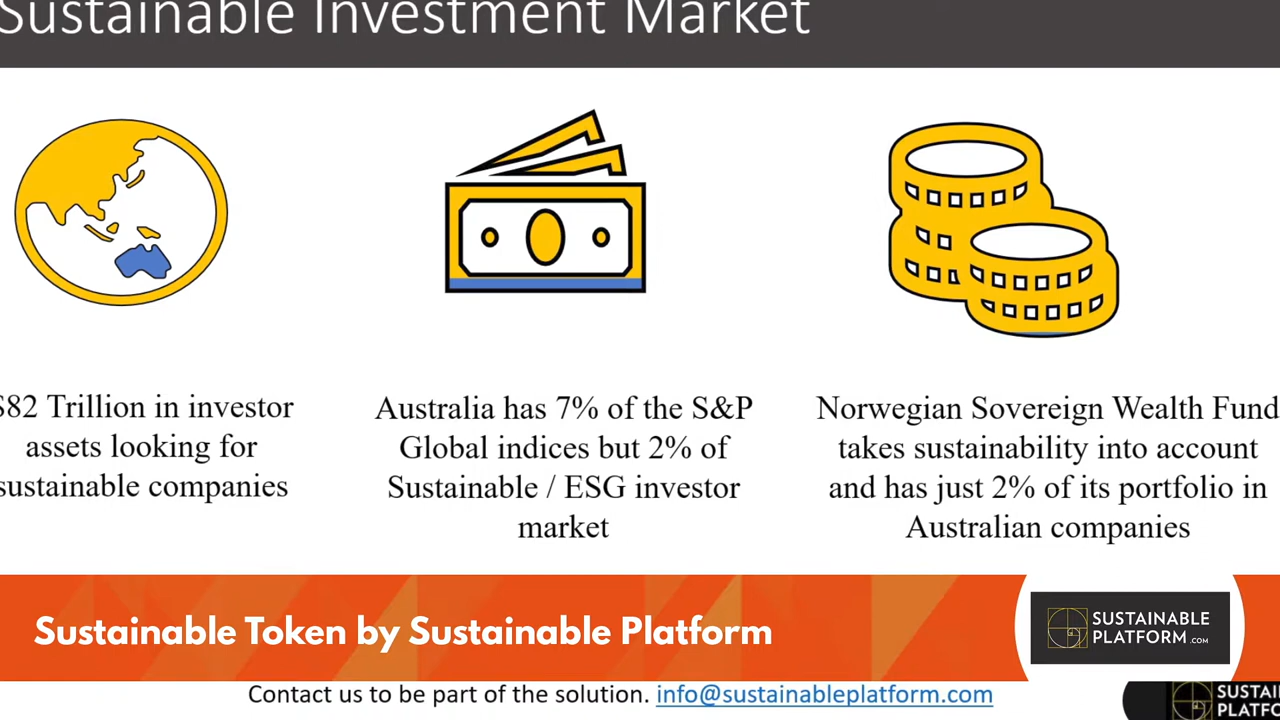 Sustainable Investment Market
$82 Trillion in investor
assets looking for
sustainable companies
Australia has 7% of the S&P
Global indices but 2% of
Sustainable / ESG investor
market
Norwegian Sovereign Wealth Fund
takes sustainability into account
and has just 2% of its portfolio in
Australian companies
Sustainable Token by Sustainable Platform
SUSTAINABLE
PLATFORM.COM
Contact us to be part of the solution. info@sustainableplatform.com
SUSTAI
PLATFO